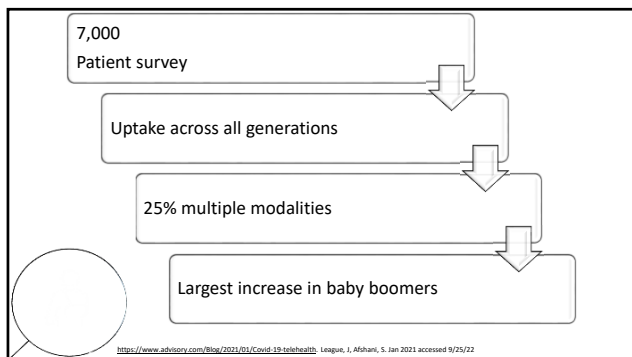 7,000
Patient survey
Uptake across all generations
25% multiple modalities
Largest increase in baby boomers
https://www.advisory.com/Blog/2021/01/Covid-19-telehealth. League, J, Afshani, S. Jan 2021 accessed 9/25/22